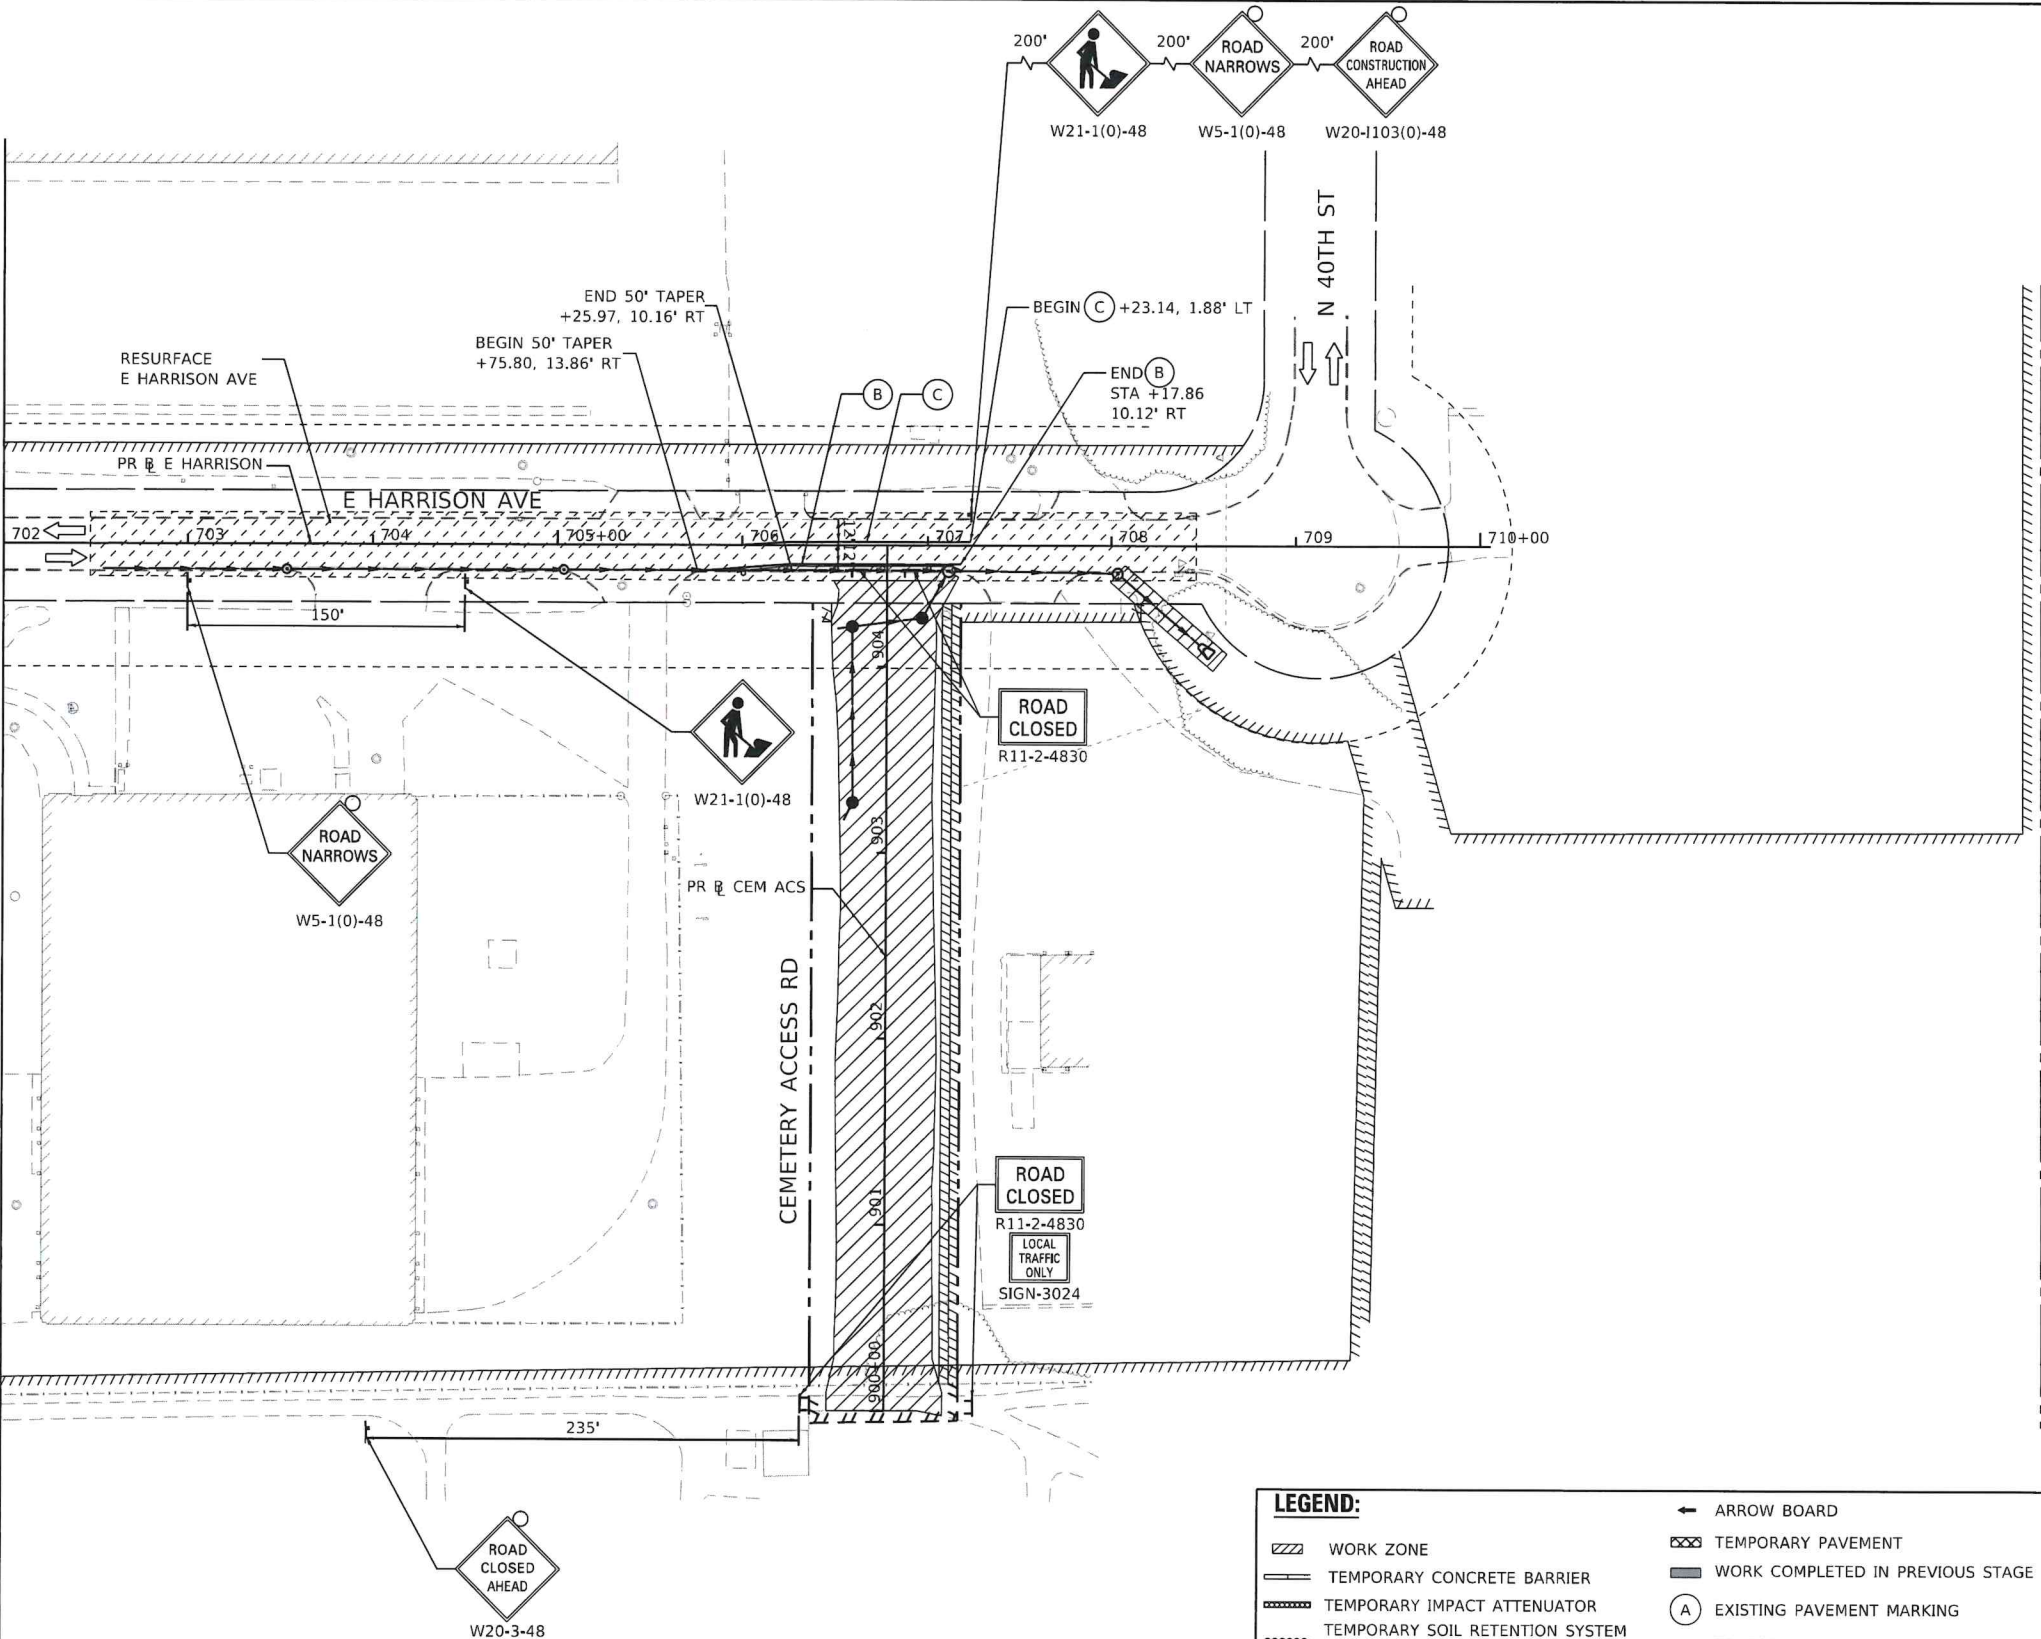 200'
200'
200'
ROAD
NARROWS
ROAD
CONSTRUCTION
AHEAD
W21-1(0)-48
W5-1(0)-48
W20-I103(0)-48
N 40TH ST
END 50' TAPER
+25.97, 10.16' RT
BEGIN C +23.14, 1.88' LT
BEGIN 50' TAPER
+75.80, 13.86' RT
RESURFACE
E HARRISON AVE
B
C
END B
STA +17.86
10.12' RT
PR BL E HARRISON
E HARRISON AVE
702
703
704
705+00
706
707
708
709
710+00
12'
12'
150'
904
ROAD
CLOSED
R11-2-4830
W21-1(0)-48
903
ROAD
NARROWS
W5-1(0)-48
PR BL CEM ACS
CEMETERY ACCESS RD
902
901
ROAD
CLOSED
R11-2-4830
LOCAL
TRAFFIC
ONLY
SIGN-3024
900+00
235'
ROAD
CLOSED
AHEAD
W20-3-48
LEGEND:
WORK ZONE
TEMPORARY CONCRETE BARRIER
TEMPORARY IMPACT ATTENUATOR
TEMPORARY SOIL RETENTION SYSTEM
ARROW BOARD
TEMPORARY PAVEMENT
WORK COMPLETED IN PREVIOUS STAGE
A EXISTING PAVEMENT MARKING